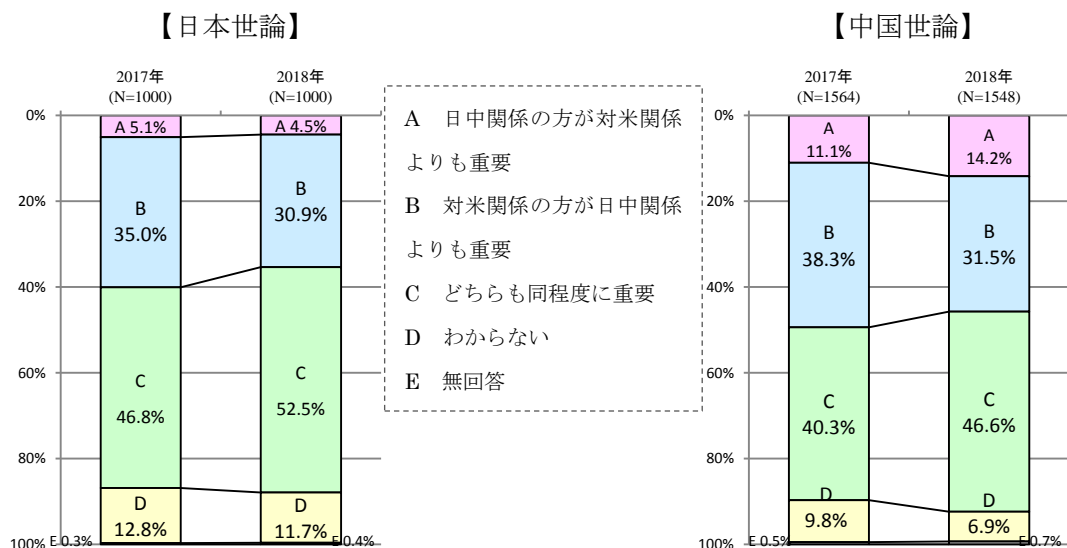 【日本世論】
【中国世論】
2017年
(N=1000)
2018年
(N=1000)
0%
20%
40%
60%
80%
100%
A 5.1%
B
35.0%
C
46.8%
D
12.8%
E 0.3%
A 4.5%
B
30.9%
C
52.5%
D
11.7%
E 0.4%
A 日中関係の方が対米関係
よりも重要
B 対米関係の方が日中関係
よりも重要
C どちらも同程度に重要
D わからない
E 無回答
2017年
(N=1564)
2018年
(N=1548)
0%
20%
40%
60%
80%
100%
A
11.1%
B
38.3%
C
40.3%
D
9.8%
E 0.5%
A
14.2%
B
31.5%
C
46.6%
D
6.9%
E 0.7%